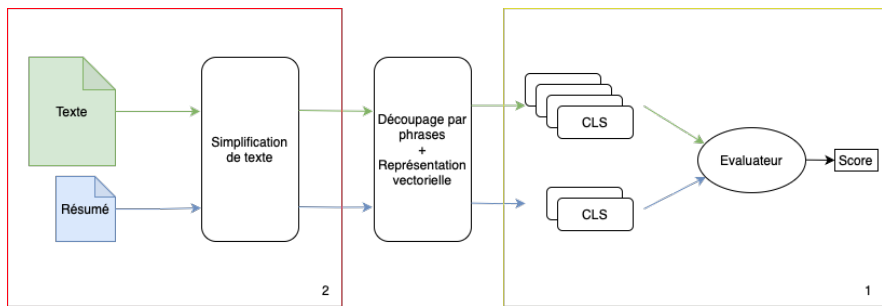 Texte
Résumé
Simplification
de texte
Découpage par
phrases
+
Représentation
vectorielle
CLS
CLS
Evaluateur
Score
2
1